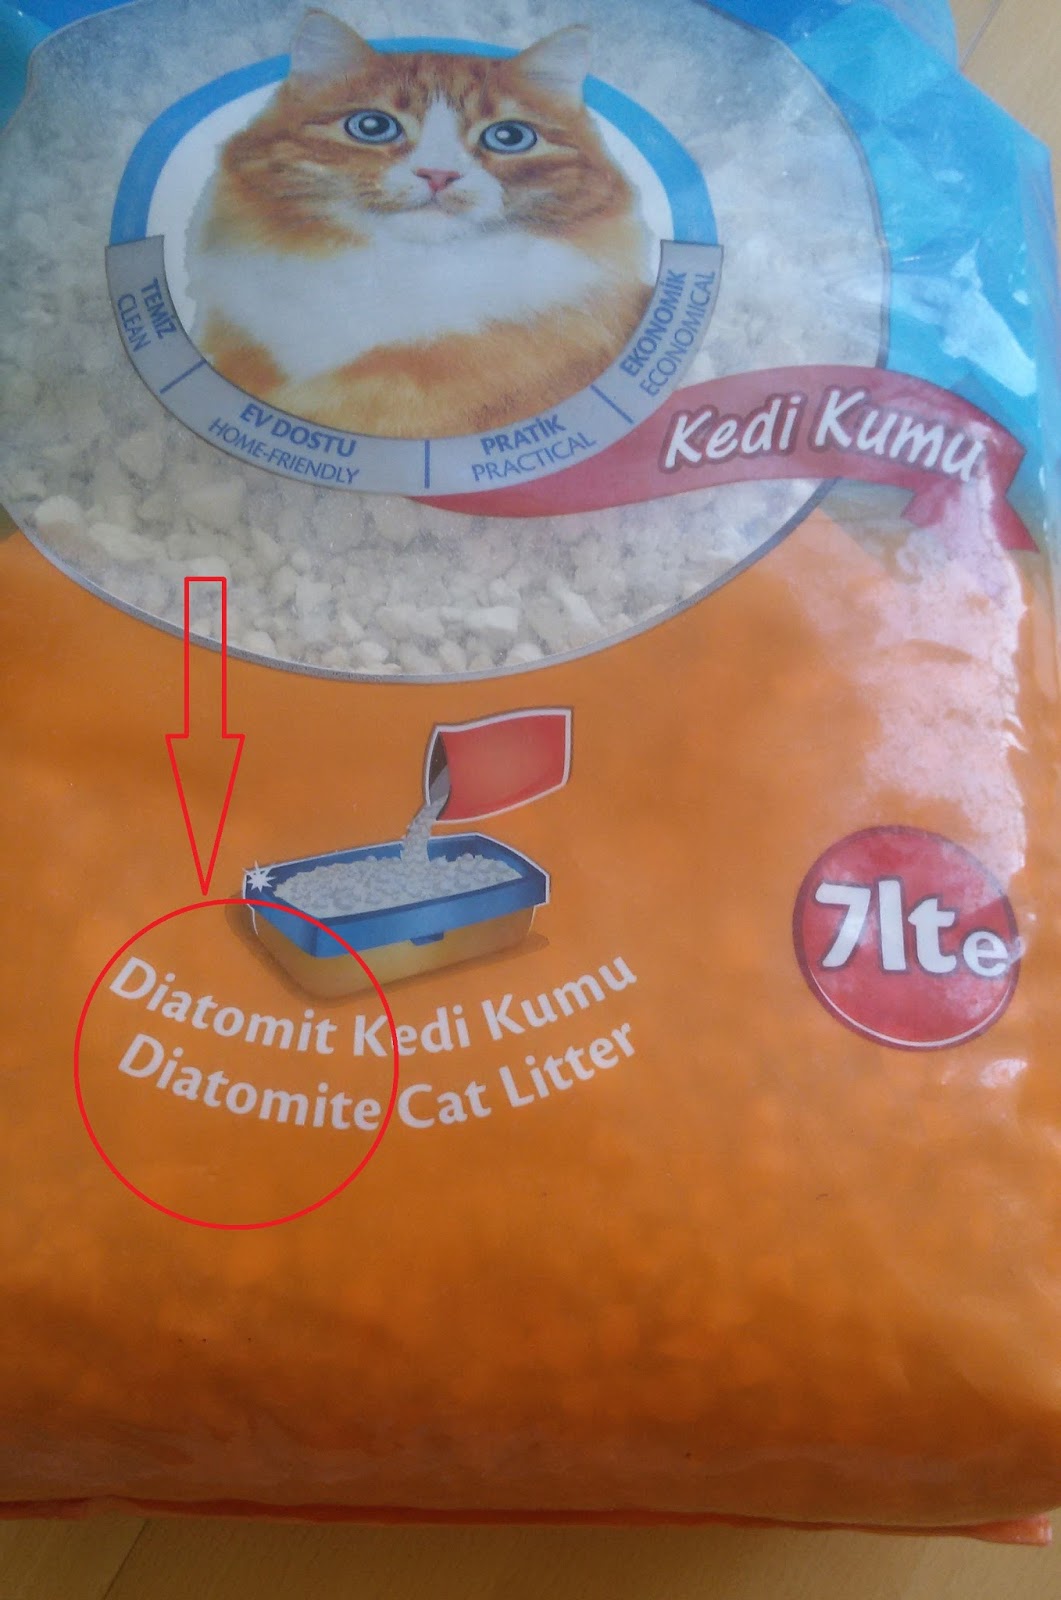 TEMİZ
CLEAN
EV DOSTU
HOME-FRIENDLY
PRATİK
PRACTICAL
EKONOMİK
ECONOMICAL
Kedi Kumu
7lte
Diatomit Kedi Kumu
Diatomite Cat Litter